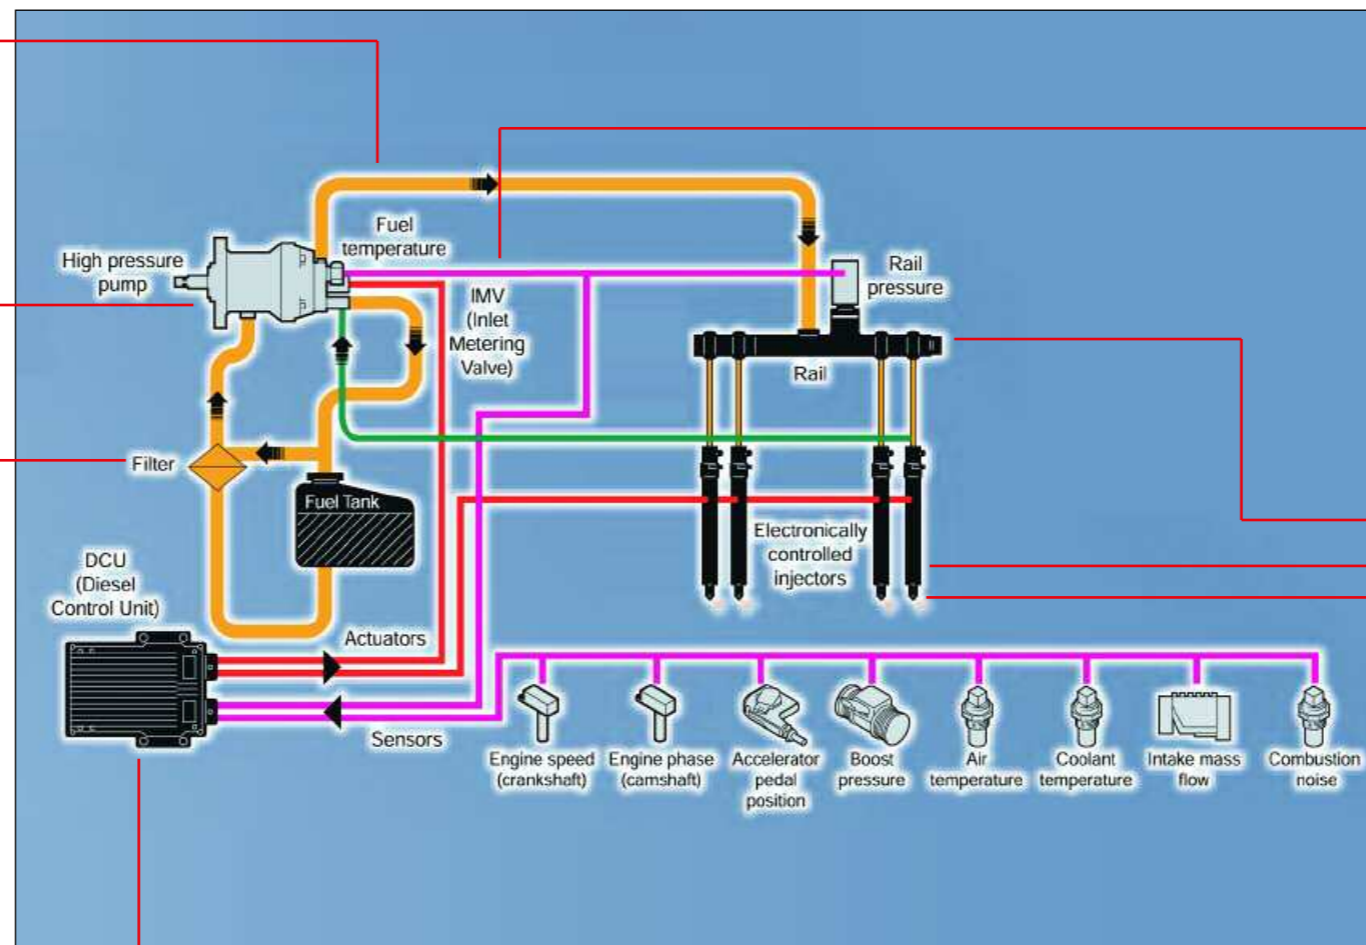 Fuel
temperature
High pressure
pump
IMV
(Inlet
Metering
Valve)
Rail
pressure
Rail
Filter
Fuel Tank
Electronically
controlled
injectors
DCU
(Diesel
Control Unit)
Actuators
Sensors
Engine speed
(crankshaft)
Engine phase
(camshaft)
Accelerator
pedal
position
Boost
pressure
Air
temperature
Coolant
temperature
Intake mass
flow
Combustion
noise